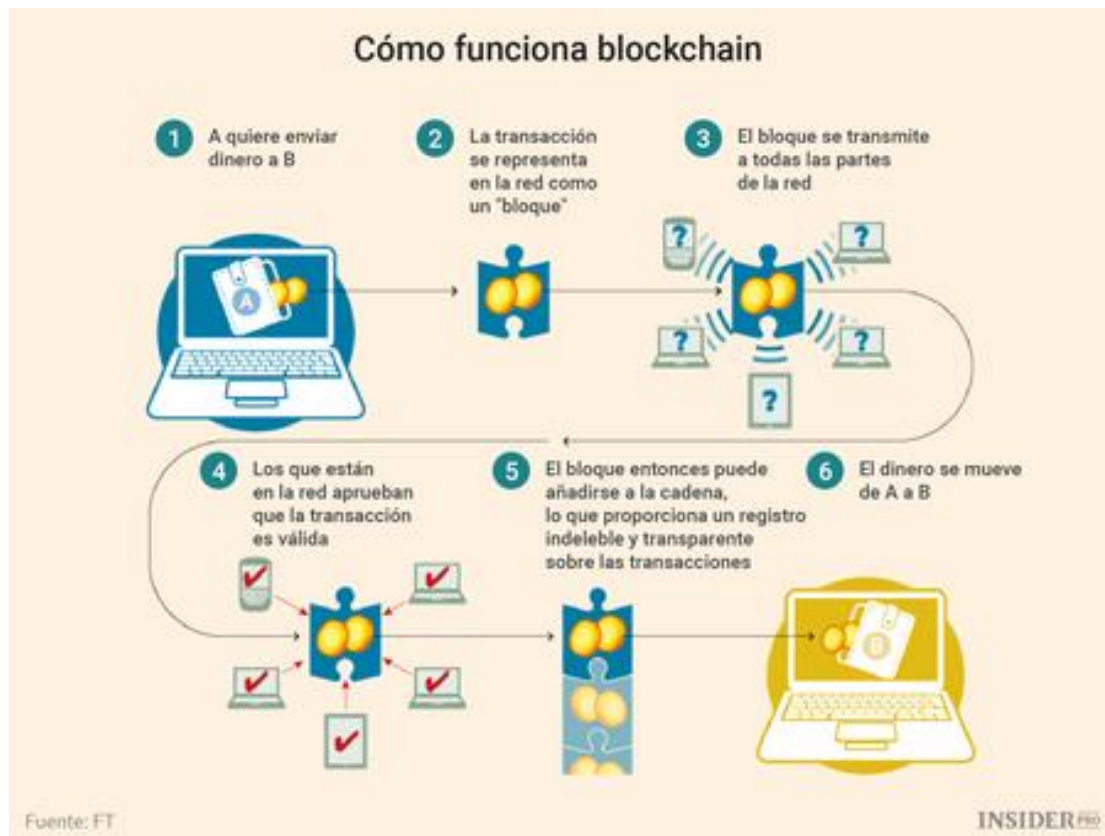 Cómo funciona blockchain
1
A quiere enviar
dinero a B
2
La transacción
se representa
en la red como
un "bloque"
3
El bloque se transmite
a todas las partes
de la red
A
?
?
?
?
?
4
Los que están
en la red aprueban
que la transacción
es válida
5
El bloque entonces puede
añadirse a la cadena,
lo que proporciona un registro
indeleble y transparente
sobre las transacciones
6
El dinero se mueve
de A a B
B
Fuente: FT
INSIDER PRO